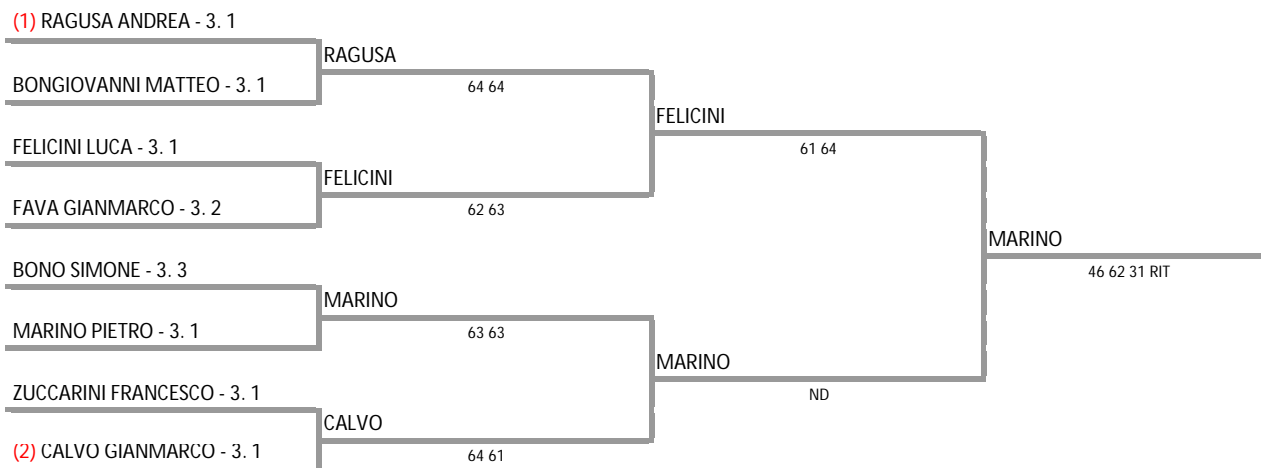 (1) RAGUSA ANDREA - 3. 1
RAGUSA
BONGIOVANNI MATTEO - 3. 1
64 64
FELICINI
FELICINI LUCA - 3. 1
61 64
FELICINI
FAVA GIANMARCO - 3. 2
62 63
MARINO
BONO SIMONE - 3. 3
46 62 31 RIT
MARINO
MARINO PIETRO - 3. 1
63 63
MARINO
ZUCCARINI FRANCESCO - 3. 1
ND
CALVO
(2) CALVO GIANMARCO - 3. 1
64 61